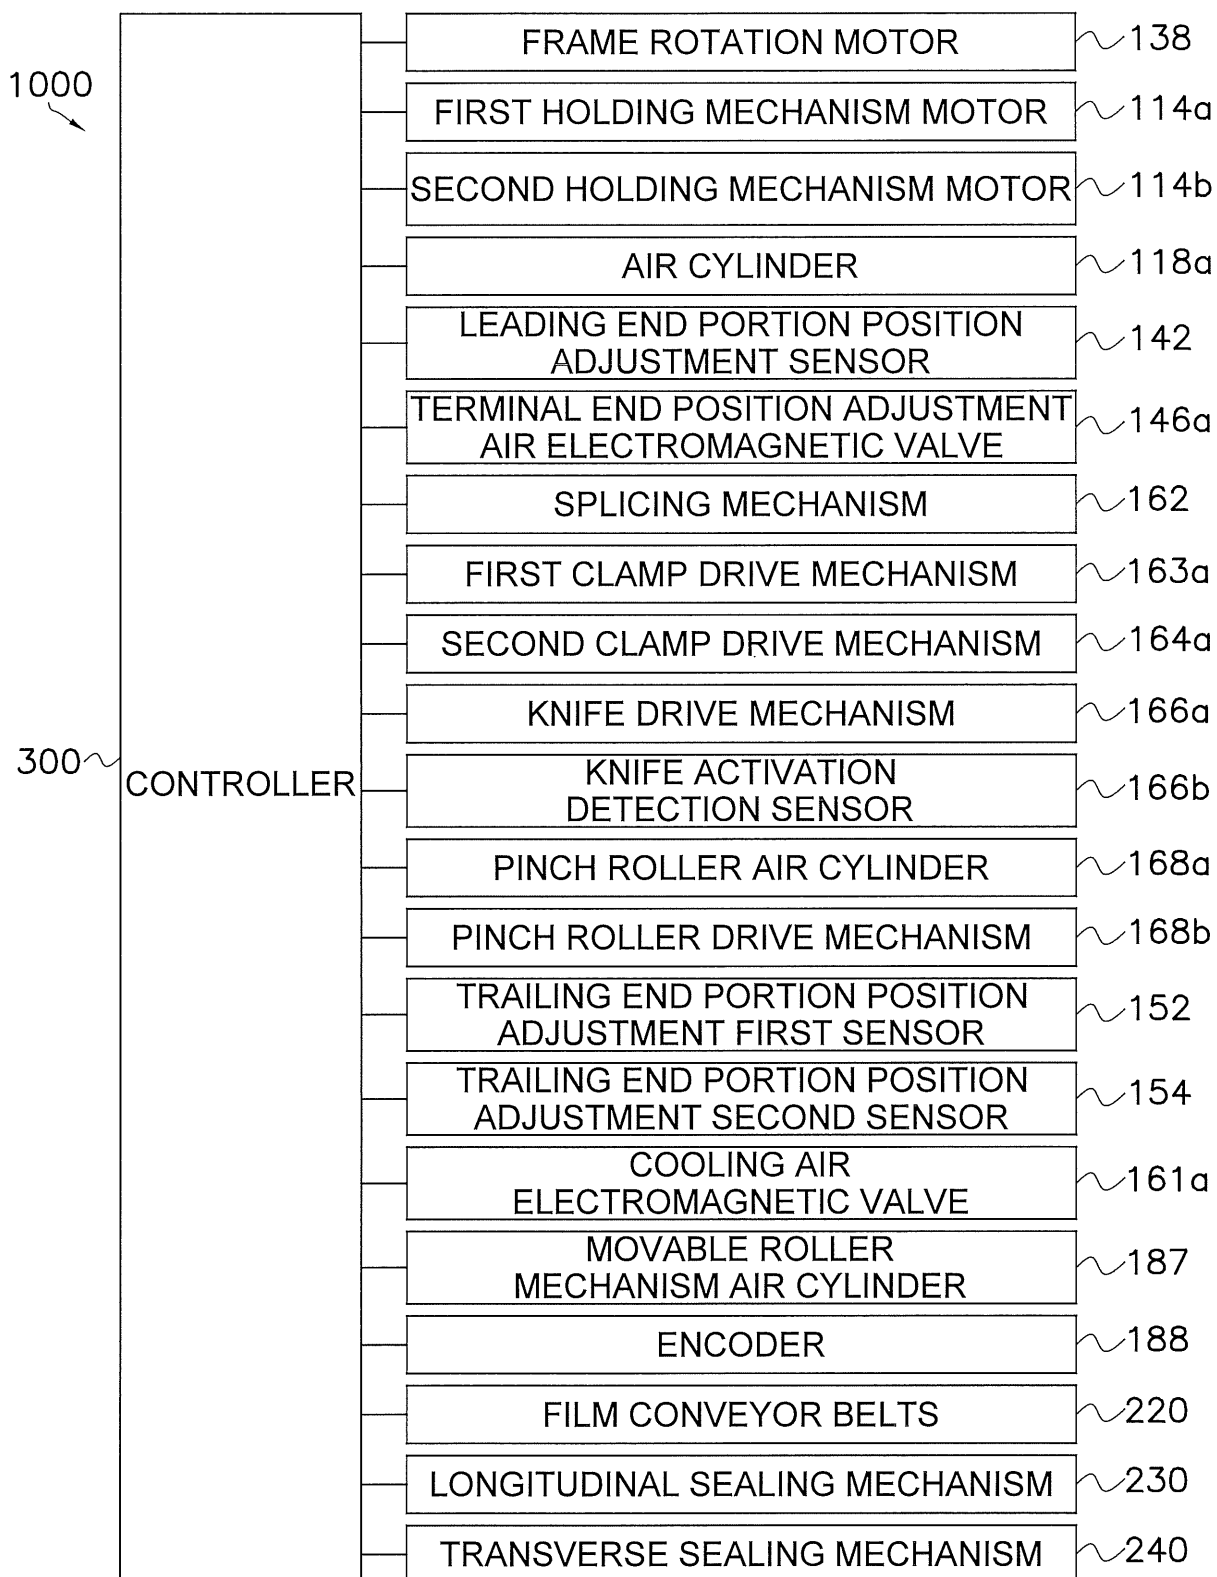 1000
300
CONTROLLER
FRAME ROTATION MOTOR 138
FIRST HOLDING MECHANISM MOTOR 114a
SECOND HOLDING MECHANISM MOTOR 114b
AIR CYLINDER 118a
LEADING END PORTION POSITION
ADJUSTMENT SENSOR 142
TERMINAL END POSITION ADJUSTMENT
AIR ELECTROMAGNETIC VALVE 146a
SPLICING MECHANISM 162
FIRST CLAMP DRIVE MECHANISM 163a
SECOND CLAMP DRIVE MECHANISM 164a
KNIFE DRIVE MECHANISM 166a
KNIFE ACTIVATION
DETECTION SENSOR 166b
PINCH ROLLER AIR CYLINDER 168a
PINCH ROLLER DRIVE MECHANISM 168b
TRAILING END PORTION POSITION
ADJUSTMENT FIRST SENSOR 152
TRAILING END PORTION POSITION
ADJUSTMENT SECOND SENSOR 154
COOLING AIR
ELECTROMAGNETIC VALVE 161a
MOVABLE ROLLER
MECHANISM AIR CYLINDER 187
ENCODER 188
FILM CONVEYOR BELTS 220
LONGITUDINAL SEALING MECHANISM 230
TRANSVERSE SEALING MECHANISM 240